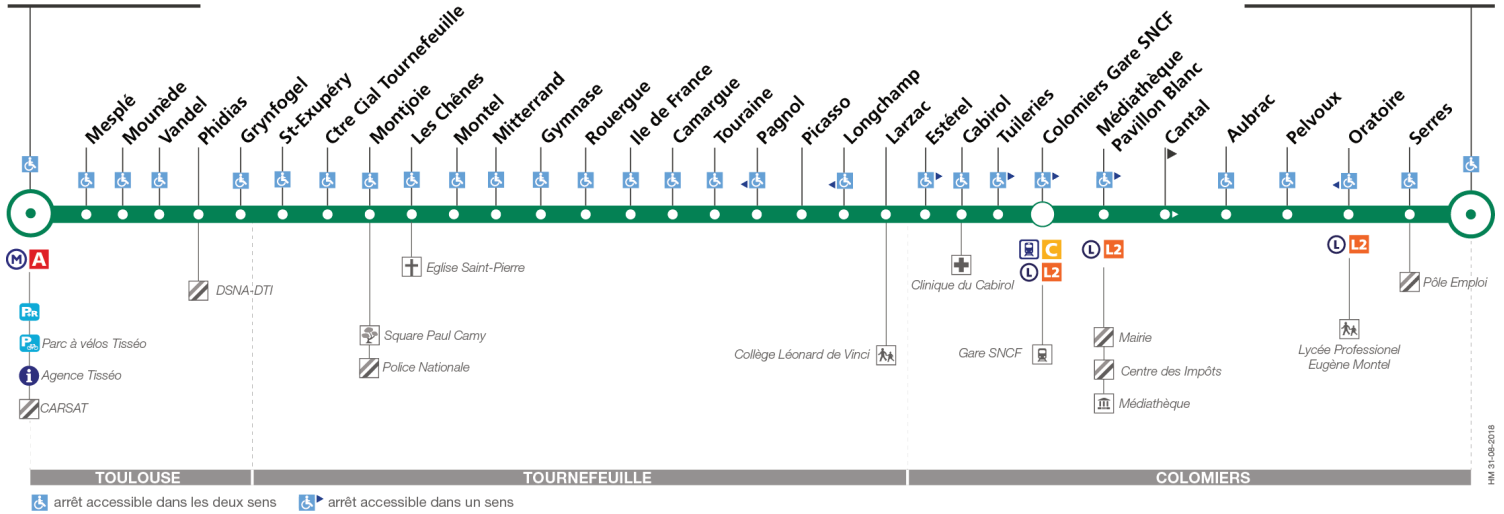 Mesplé
Mounède
Vandel
Phidias
Grynfogel
St-Exupéry
Ctre Cial Tournefeuille
Montjoie
Les Chênes
Montel
Mitterrand
Gymnase
Rouergue
Ile de France
Camargue
Touraine
Pagnol
Picasso
Longchamp
Larzac
Estérel
Cabirol
Tuileries
Colomiers Gare SNCF
Médiathèque
Pavillon Blanc
Cantal
Aubrac
Pelvoux
Oratoire
Serres
M A
P+R
Parc à vélos Tisséo
i Agence Tisséo
CARSAT
DSNA-DTI
Square Paul Camy
Police Nationale
Eglise Saint-Pierre
Collège Léonard de Vinci
Clinique du Cabirol
C
L L2
Gare SNCF
L L2
Mairie
Centre des Impôts
Médiathèque
L L2
Lycée Professionel
Eugène Montel
Pôle Emploi
TOULOUSE
TOURNEFEUILLE
COLOMIERS
arrêt accessible dans les deux sens
arrêt accessible dans un sens
HM 31-08-2018